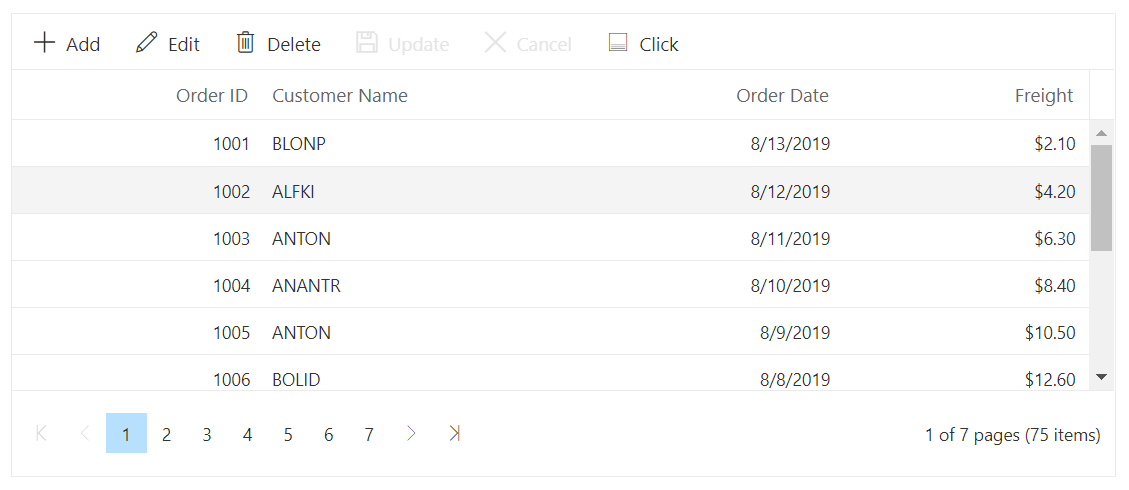 Add Edit Delete Update Cancel Click
Order ID Customer Name Order Date Freight
1001 BLONP 8/13/2019 $2.10
1002 ALFKI 8/12/2019 $4.20
1003 ANTON 8/11/2019 $6.30
1004 ANANTR 8/10/2019 $8.40
1005 ANTON 8/9/2019 $10.50
1006 BOLID 8/8/2019 $12.60
1 2 3 4 5 6 7 1 of 7 pages (75 items)